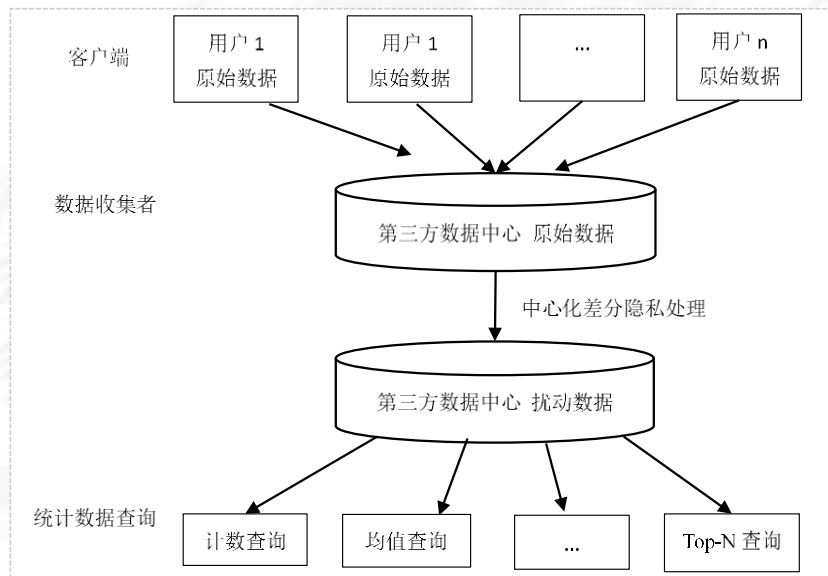 客户端
用户 1
原始数据
用户 1
原始数据
...
用户 n
原始数据
数据收集者
第三方数据中心 原始数据
中心化差分隐私处理
第三方数据中心 扰动数据
统计数据查询
计数查询
均值查询
...
Top-N 查询